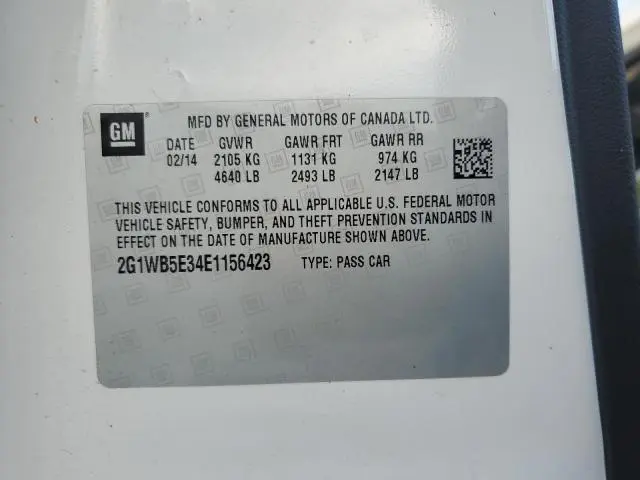 GM
MFD BY GENERAL MOTORS OF CANADA LTD.
DATE GVWR GAWR FRT GAWR RR
02/14 2105 KG 1131 KG 974 KG
4640 LB 2493 LB 2147 LB
THIS VEHICLE CONFORMS TO ALL APPLICABLE U.S. FEDERAL MOTOR
VEHICLE SAFETY, BUMPER, AND THEFT PREVENTION STANDARDS IN
EFFECT ON THE DATE OF MANUFACTURE SHOWN ABOVE.
2G1WB5E34E1156423 TYPE: PASS CAR